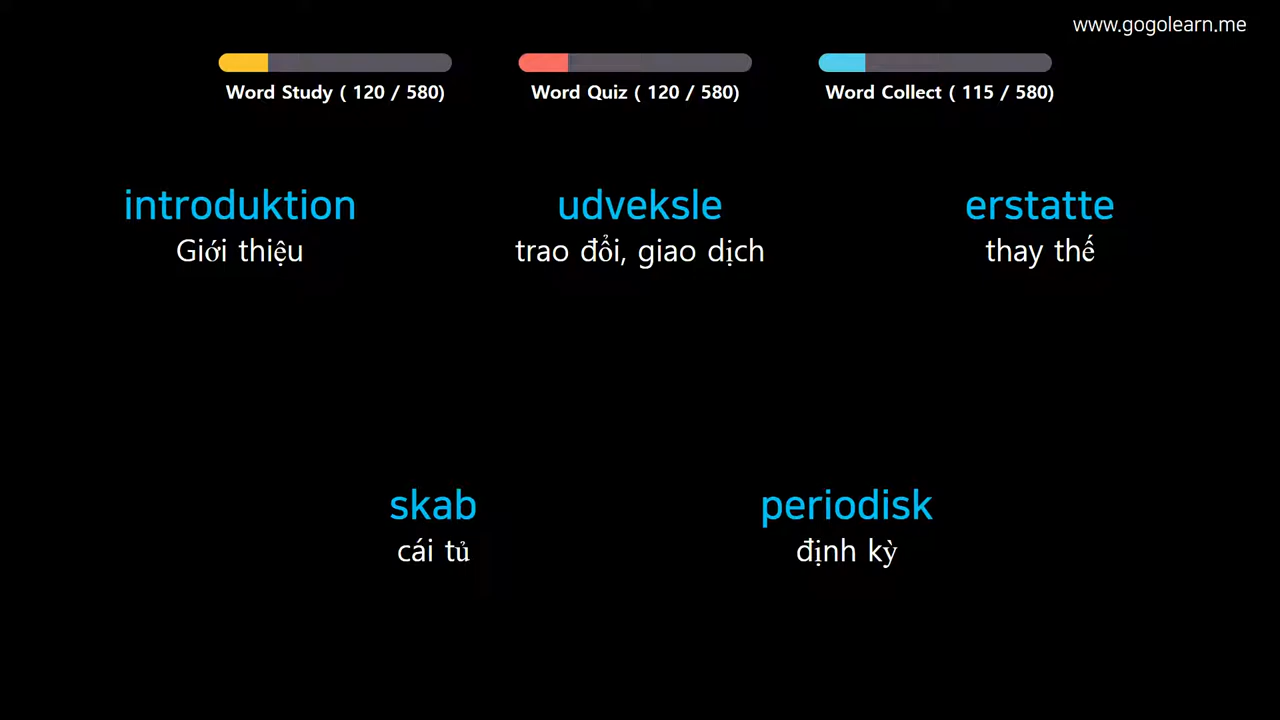 www.gogolearn.me
Word Study ( 120 / 580)
Word Quiz ( 120 / 580)
Word Collect ( 115 / 580)
introduktion
Giới thiệu
udveksle
trao đổi, giao dịch
erstatte
thay thế
skab
cái tủ
periodisk
định kỳ